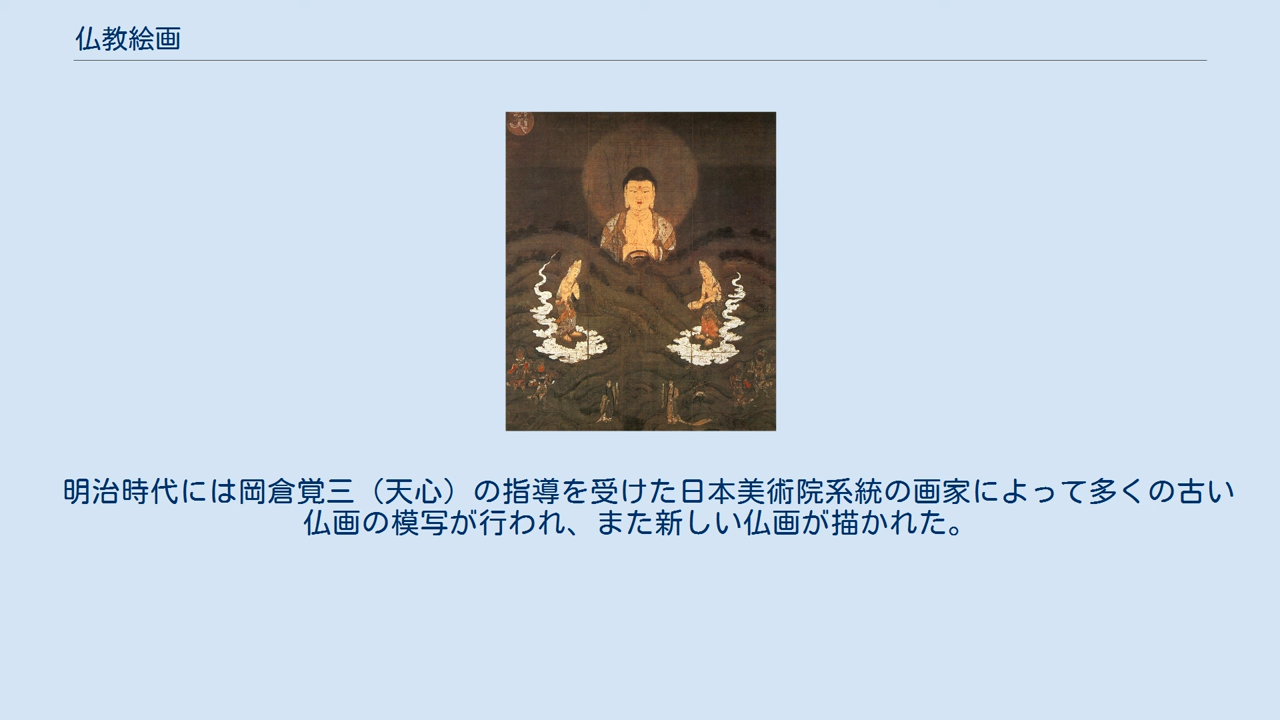 仏教絵画
明治時代には岡倉覚三（天心）の指導を受けた日本美術院系統の画家によって多くの古い
仏画の模写が行われ、また新しい仏画が描かれた。